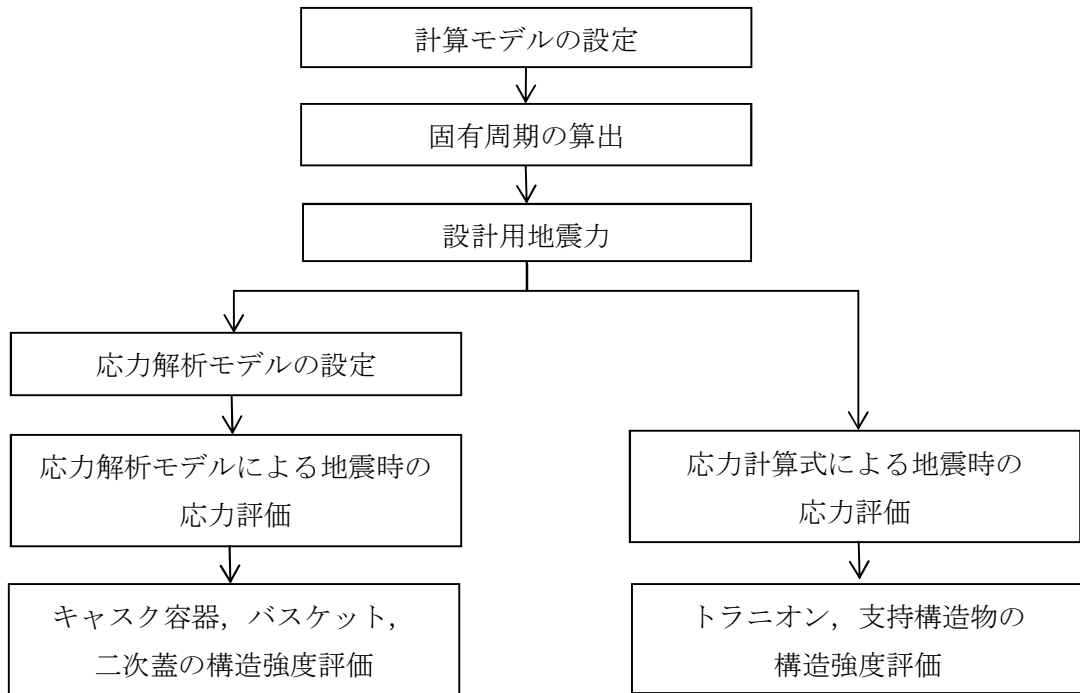 計算モデルの設定
固有周期の算出
設計用地震力
応力解析モデルの設定
応力解析モデルによる地震時の
応力評価
キャスク容器，バスケット，
二次蓋の構造強度評価
応力計算式による地震時の
応力評価
トラニオン，支持構造物の
構造強度評価